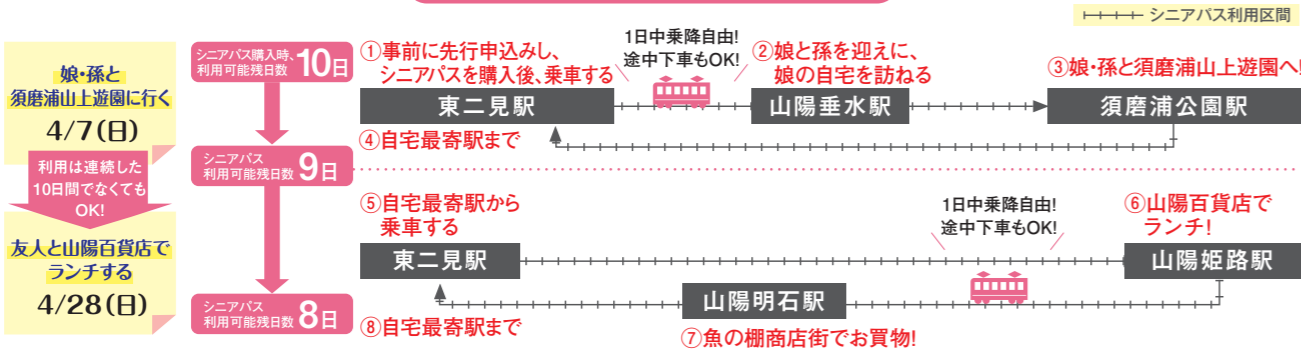 シニアパス利用区間
娘・孫と
須磨浦山上遊園に行く
4/7(日)
利用は連続した
10日間でなくても
OK!
友人と山陽百貨店で
ランチする
4/28(日)
シニアパス購入時、
利用可能残日数 10日
シニアパス
利用可能残日数 9日
シニアパス
利用可能残日数 8日
①事前に先行申込みし、
シニアパスを購入後、乗車する
1日中乗降自由!
途中下車もOK!
②娘と孫を迎えに、
娘の自宅を訪ねる
③娘・孫と須磨浦山上遊園へ!
東二見駅
山陽垂水駅
須磨浦公園駅
④自宅最寄駅まで
⑤自宅最寄駅から
乗車する
1日中乗降自由!
途中下車もOK!
⑥山陽百貨店で
ランチ!
東二見駅
山陽姫路駅
山陽明石駅
⑦魚の棚商店街でお買物!
⑧自宅最寄駅まで